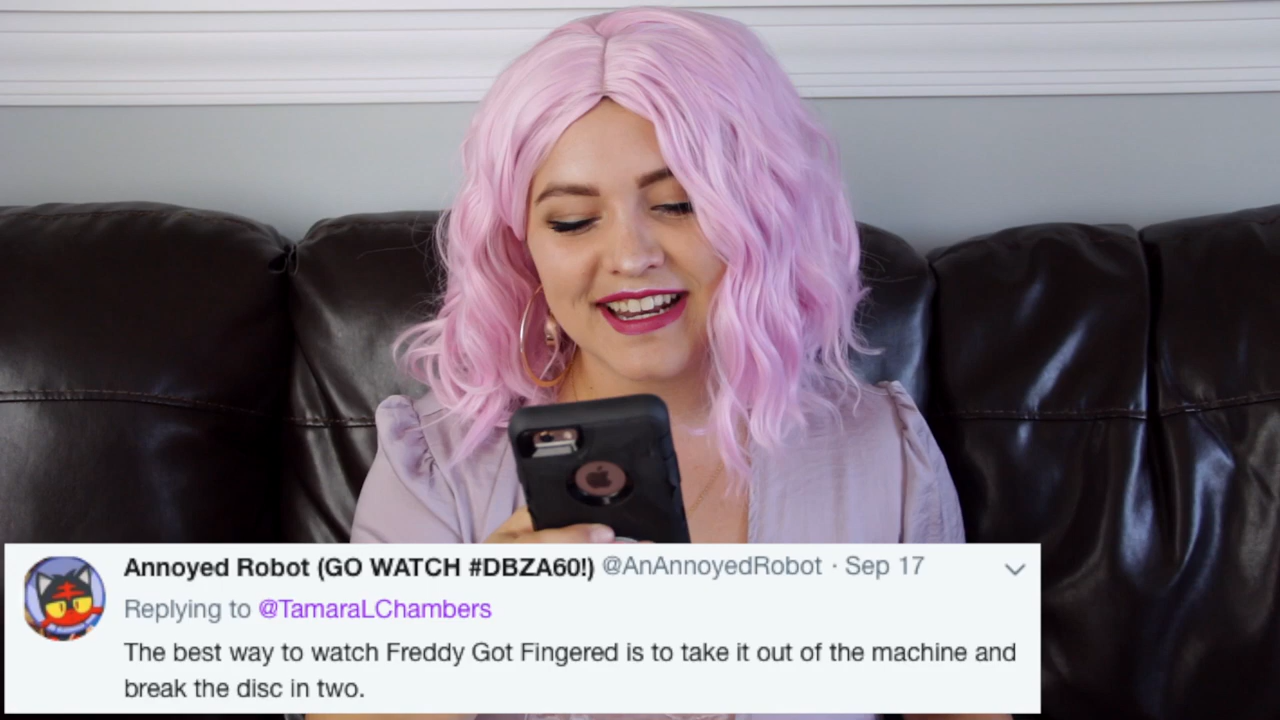 Annoyed Robot (GO WATCH #DBZA60!) @AnAnnoyedRobot · Sep 17
Replying to @TamaraLChambers
The best way to watch Freddy Got Fingered is to take it out of the machine and
break the disc in two.